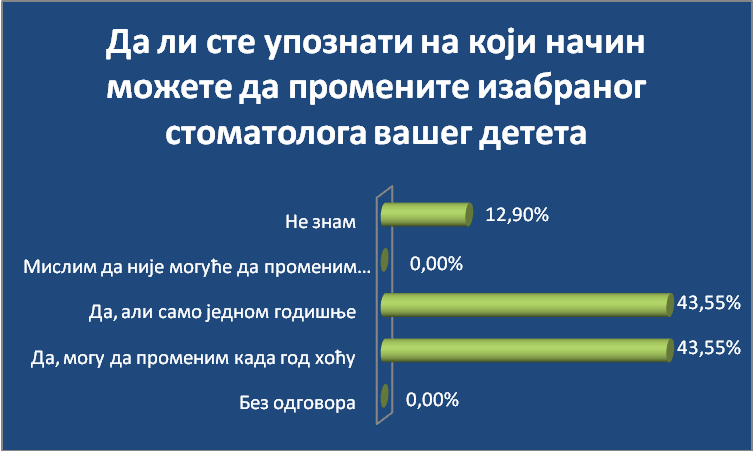 Да ли сте упознати на који начин
можете да промените изабраног
стоматолога вашег детета
Не знам
12,90%
Мислим да није могуће да променим...
0,00%
Да, али само једном годишње
43,55%
Да, могу да променим када год хоћу
43,55%
Без одговора
0,00%